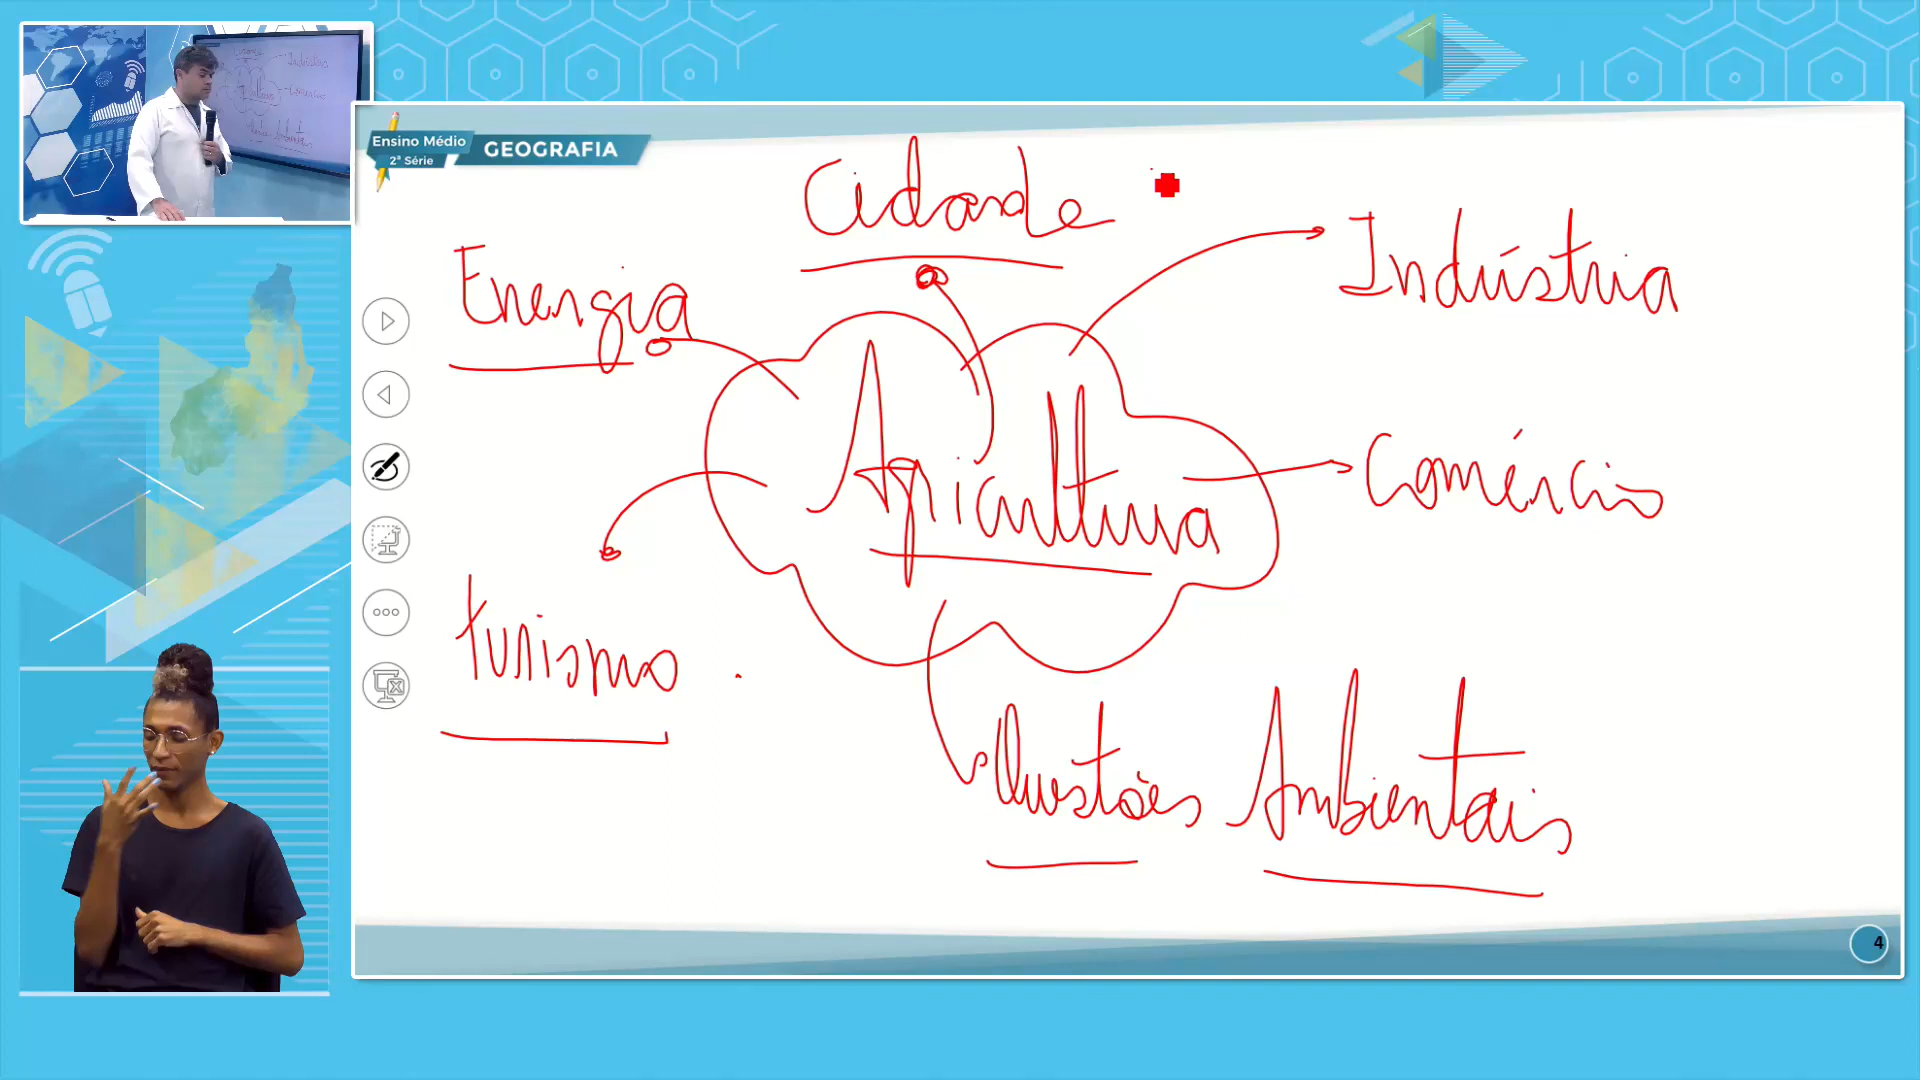 Ensino Médio
2ª Série
GEOGRAFIA
Cidade
Energia
Indústria
Agricultura
Comércio
turismo
Questões Ambientais
4